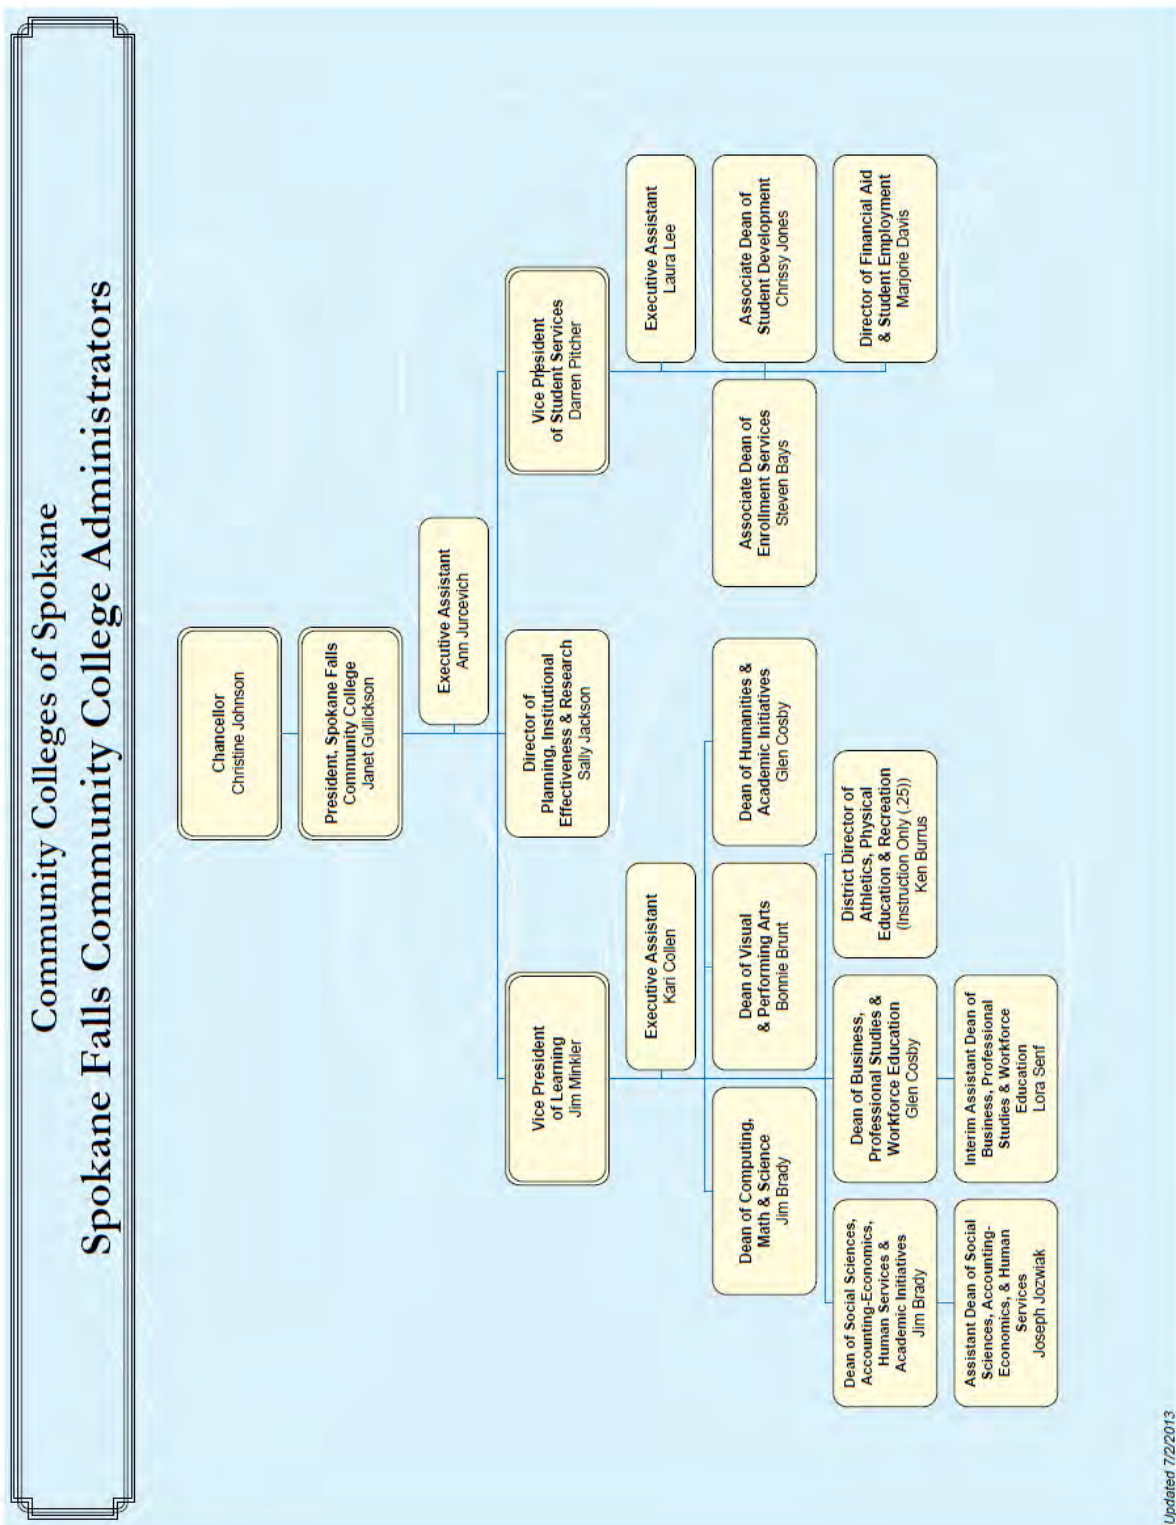 Community Colleges of Spokane
Spokane Falls Community College Administrators
Chancellor
Christine Johnson
President, Spokane Falls
Community College
Janet Gullickson
Executive Assistant
Ann Jurcevich
Vice President
of Learning
Jim Minkler
Director of
Planning, Institutional
Effectiveness & Research
Sally Jackson
Vice President
of Student Services
Darren Pitcher
Executive Assistant
Kari Collen
Executive Assistant
Laura Lee
Dean of Computing,
Math & Science
Jim Brady
Dean of Visual
& Performing Arts
Bonnie Brunt
Dean of Humanities &
Academic Initiatives
Glen Cosby
Associate Dean of
Enrollment Services
Steven Bays
Associate Dean of
Student Development
Chrissy Jones
Dean of Social Sciences,
Accounting-Economics,
Human Services &
Academic Initiatives
Jim Brady
Dean of Business,
Professional Studies &
Workforce Education
Glen Cosby
District Director of
Athletics, Physical
Education & Recreation
(Instruction Only (.25))
Ken Burrus
Director of Financial Aid
& Student Employment
Marjorie Davis
Assistant Dean of Social
Sciences, Accounting-
Economics, & Human
Services
Joseph Jozwiak
Interim Assistant Dean of
Business, Professional
Studies & Workforce
Education
Lora Senf
Updated 7/2/2013